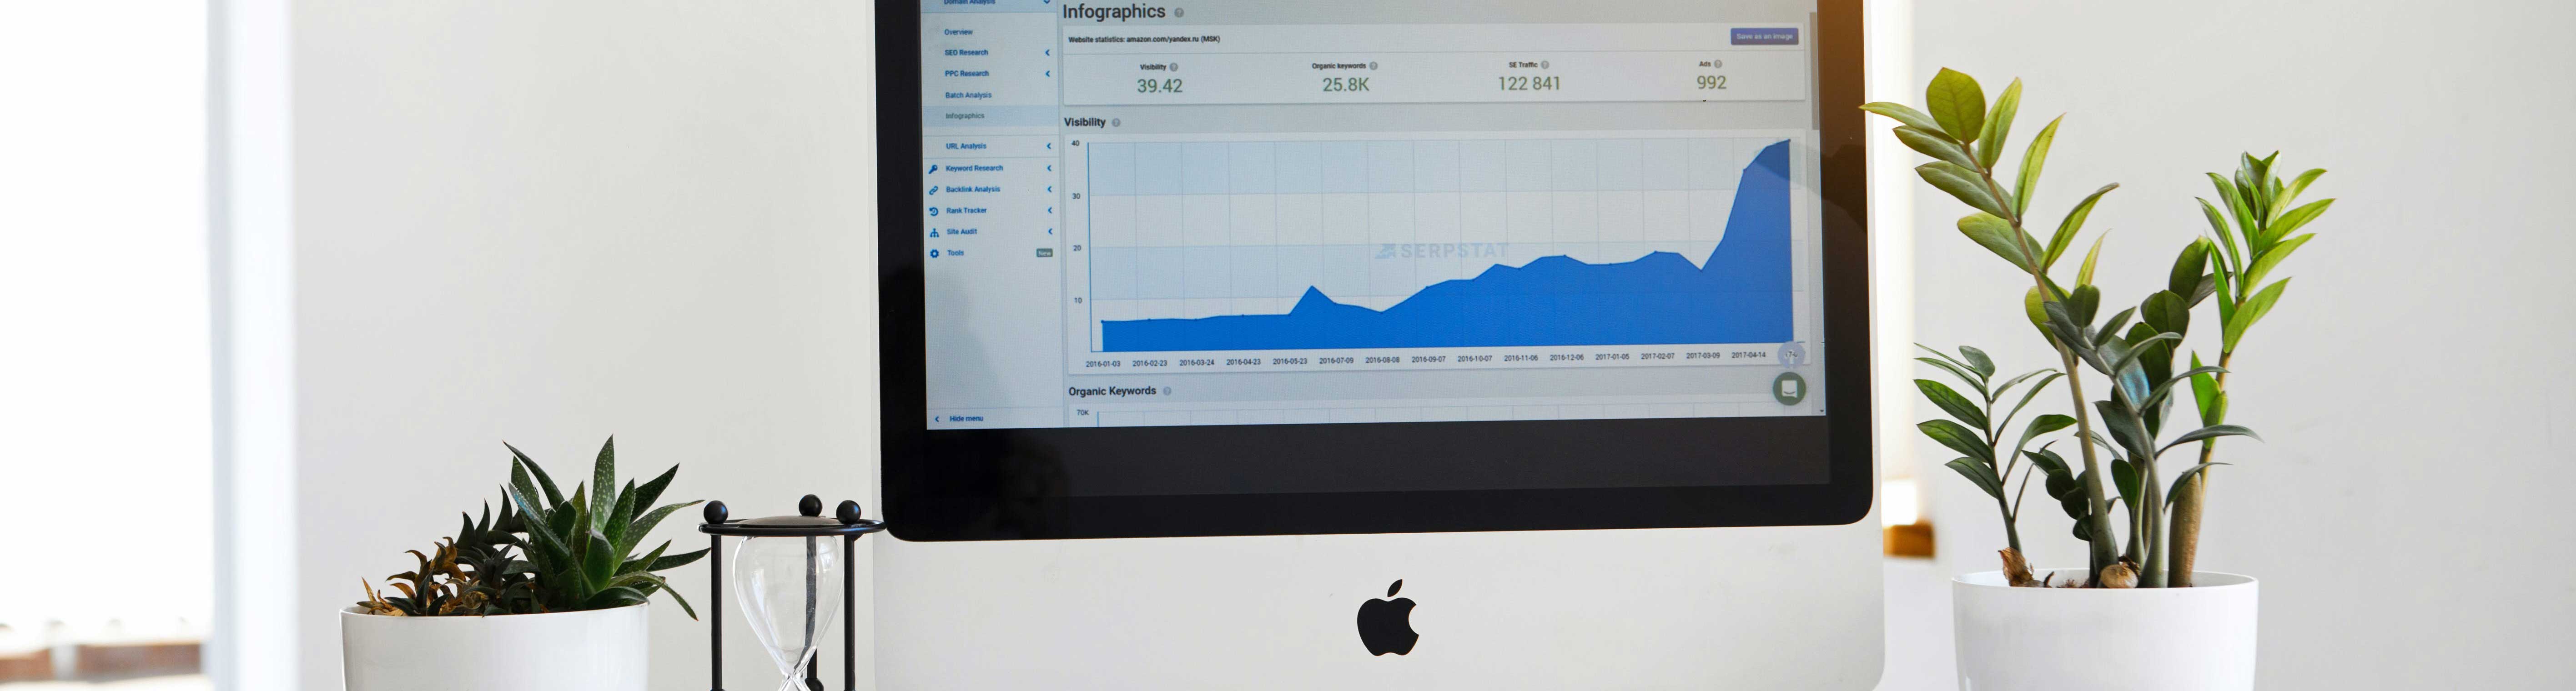 Domain Analysis
Overview
SEO Research
PPC Research
Batch Analysis
Infographics
URL Analysis
Keyword Research
Backlink Analysis
Rank Tracker
Site Audit
Tools
New
Hide menu
Infographics
Website statistics: amazon.com/yandex.ru (MSK)
Save as an image
Visibility
39.42
Organic keywords
25.8K
SE Traffic
122 841
Ads
992
Visibility
40
30
20
10
SERPSTAT
2016-01-03 2016-02-23 2016-03-24 2016-04-23 2016-05-23 2016-07-09 2016-08-08 2016-09-07 2016-10-07 2016-11-06 2016-12-06 2017-01-05 2017-02-07 2017-03-09 2017-04-14
Organic Keywords
70K